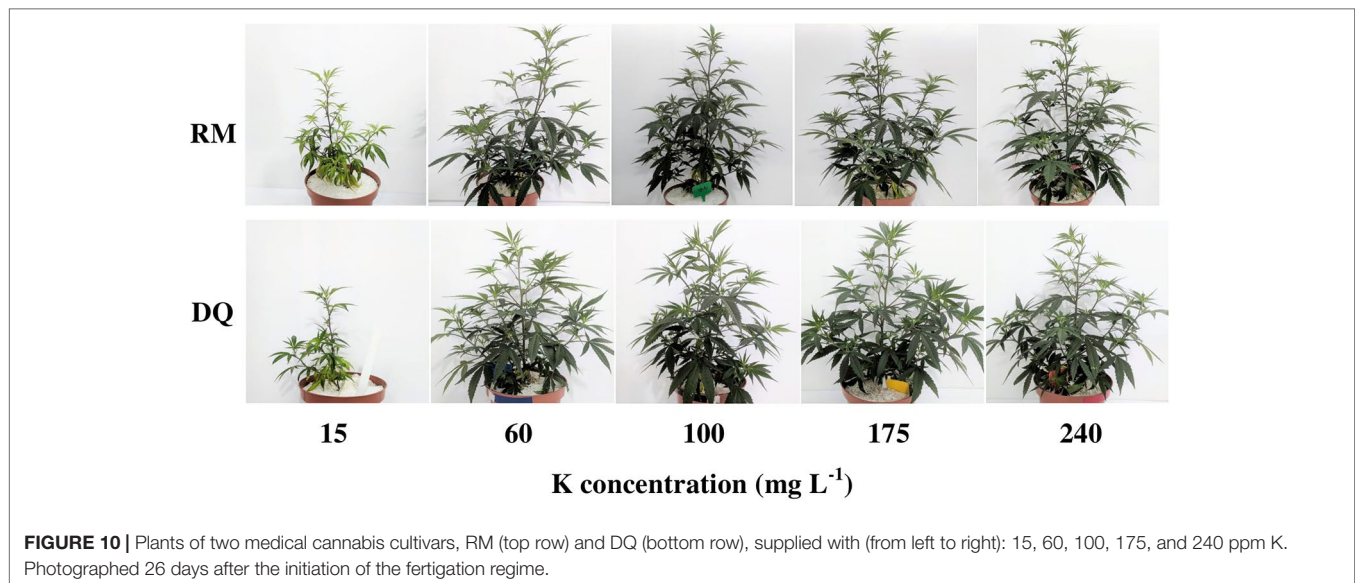 RM
DQ
15 60 100 175 240
K concentration (mg L⁻¹)
FIGURE 10 | Plants of two medical cannabis cultivars, RM (top row) and DQ (bottom row), supplied with (from left to right): 15, 60, 100, 175, and 240 ppm K.
Photographed 26 days after the initiation of the fertigation regime.